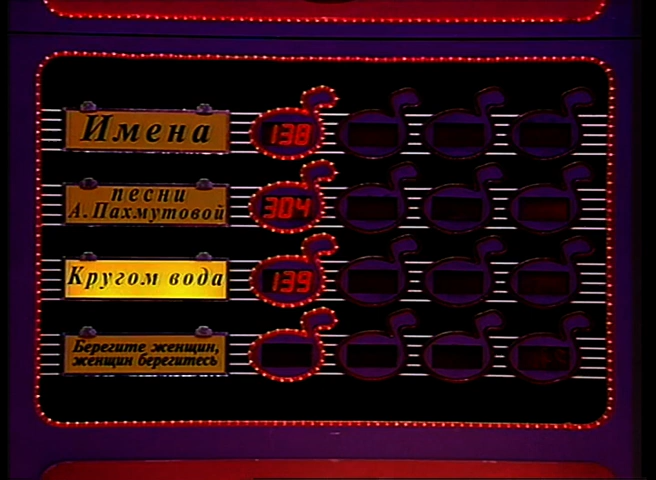 Имена 138
песни
А. Пахмутовой 304
Кругом вода 139
Берегите женщин,
женщин берегитесь